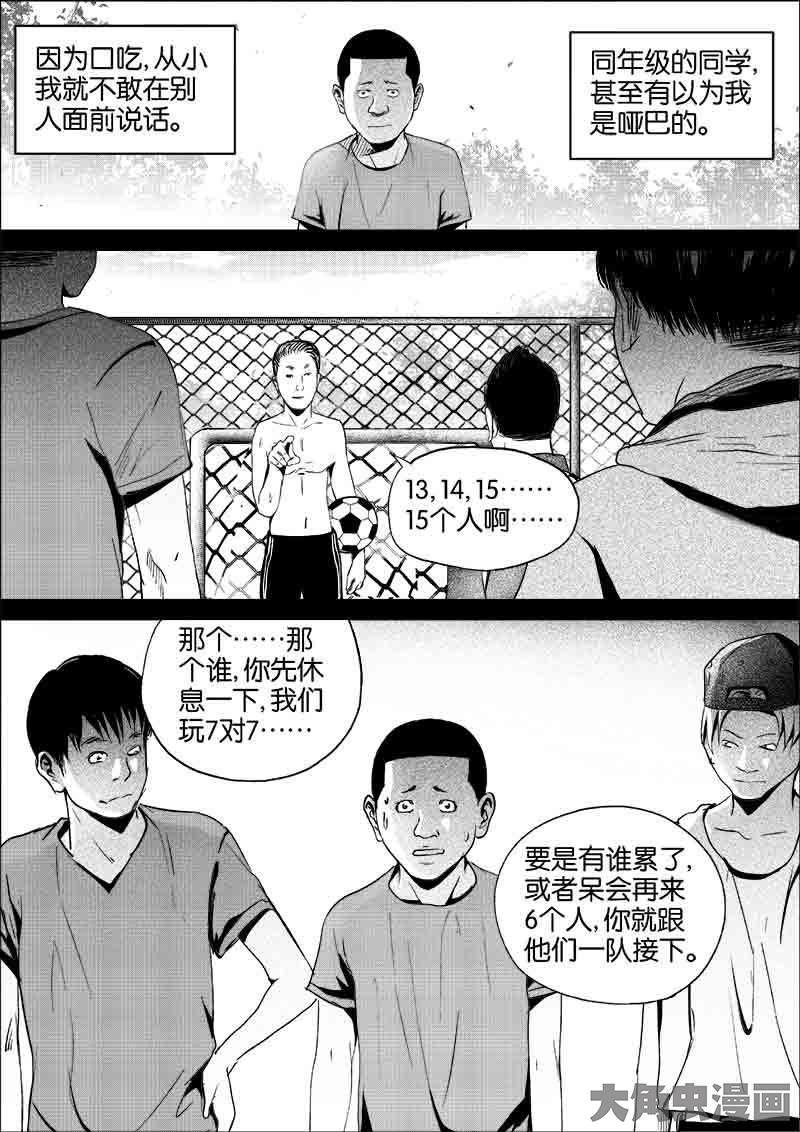 因为口吃,从小
我就不敢在别
人面前说话。
同年级的同学,
甚至有以为我
是哑巴的。
13,14,15……
15个人啊……
那个……那
个谁,你先休
息一下,我们
玩7对7……
要是有谁累了,
或者呆会再来
6个人,你就跟
他们一队接下。
大角虫漫画